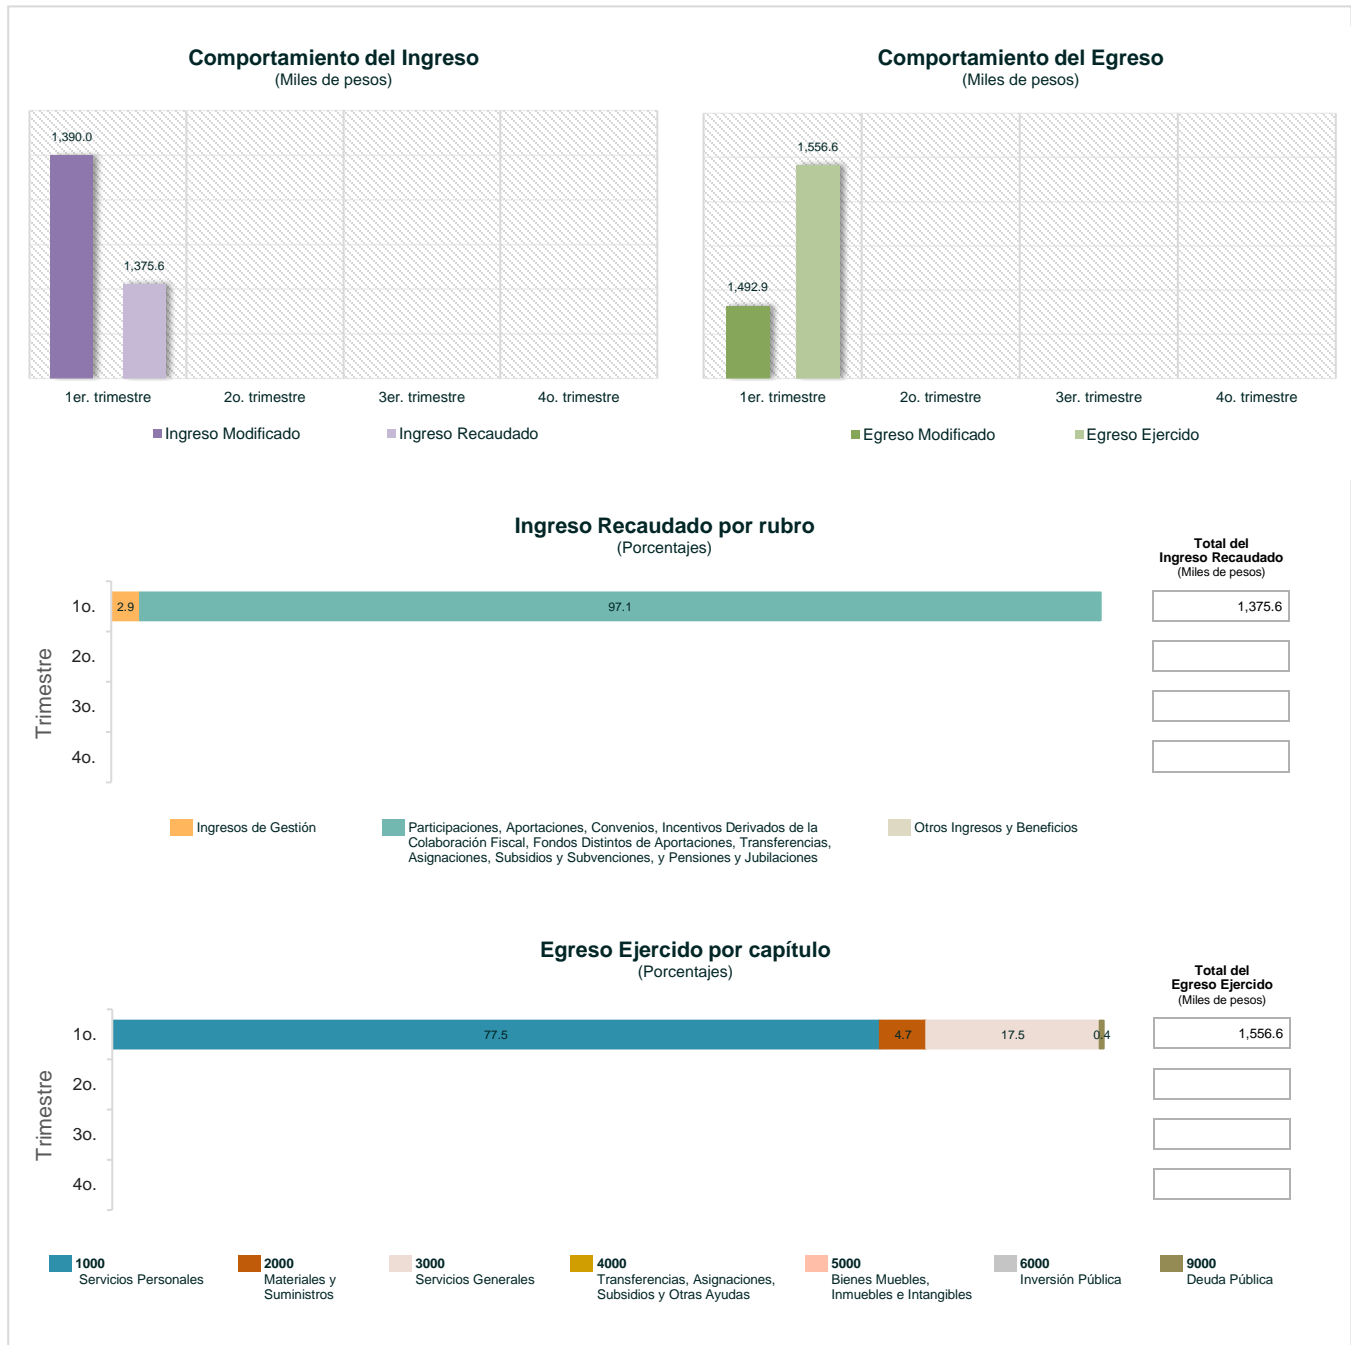 Comportamiento del Ingreso
(Miles de pesos)
1,390.0
1,375.6
1er. trimestre
2o. trimestre
3er. trimestre
4o. trimestre
Ingreso Modificado
Ingreso Recaudado
Comportamiento del Egreso
(Miles de pesos)
1,556.6
1,492.9
1er. trimestre
2o. trimestre
3er. trimestre
4o. trimestre
Egreso Modificado
Egreso Ejercido
Ingreso Recaudado por rubro
(Porcentajes)
Total del
Ingreso Recaudado
(Miles de pesos)
Trimestre
1o.
2.9
97.1
1,375.6
2o.
3o.
4o.
Ingresos de Gestión
Participaciones, Aportaciones, Convenios, Incentivos Derivados de la
Colaboración Fiscal, Fondos Distintos de Aportaciones, Transferencias,
Asignaciones, Subsidios y Subvenciones, y Pensiones y Jubilaciones
Otros Ingresos y Beneficios
Egreso Ejercido por capítulo
(Porcentajes)
Total del
Egreso Ejercido
(Miles de pesos)
Trimestre
1o.
77.5
4.7
17.5
0.4
1,556.6
2o.
3o.
4o.
1000
Servicios Personales
2000
Materiales y
Suministros
3000
Servicios Generales
4000
Transferencias, Asignaciones,
Subsidios y Otras Ayudas
5000
Bienes Muebles,
Inmuebles e Intangibles
6000
Inversión Pública
9000
Deuda Pública